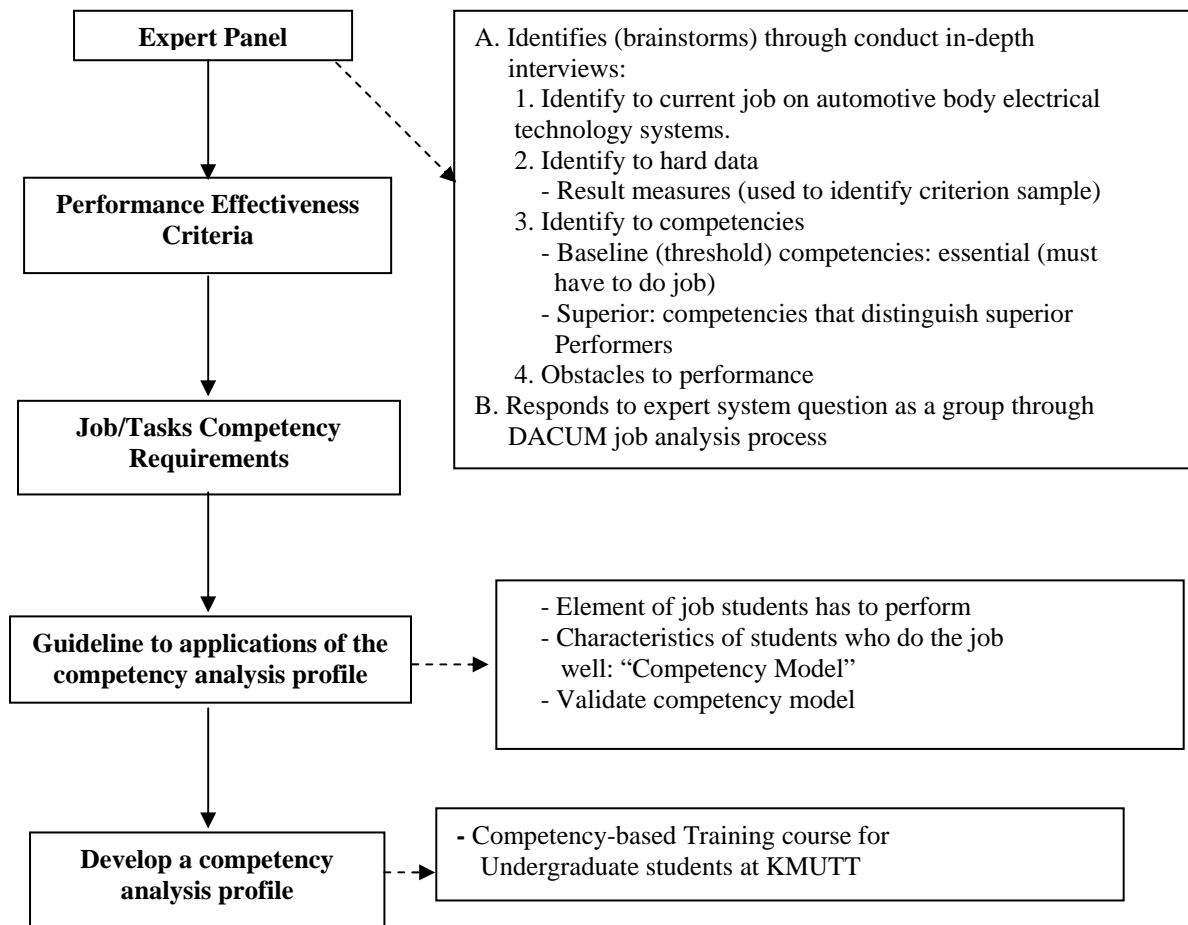 Expert Panel
A. Identifies (brainstorms) through conduct in-depth
interviews:
1. Identify to current job on automotive body electrical
technology systems.
2. Identify to hard data
- Result measures (used to identify criterion sample)
3. Identify to competencies
- Baseline (threshold) competencies: essential (must
have to do job)
- Superior: competencies that distinguish superior
Performers
4. Obstacles to performance
B. Responds to expert system question as a group through
DACUM job analysis process
Performance Effectiveness
Criteria
Job/Tasks Competency
Requirements
Guideline to applications of the
competency analysis profile
- Element of job students has to perform
- Characteristics of students who do the job
well: “Competency Model”
- Validate competency model
Develop a competency
analysis profile
- Competency-based Training course for
Undergraduate students at KMUTT